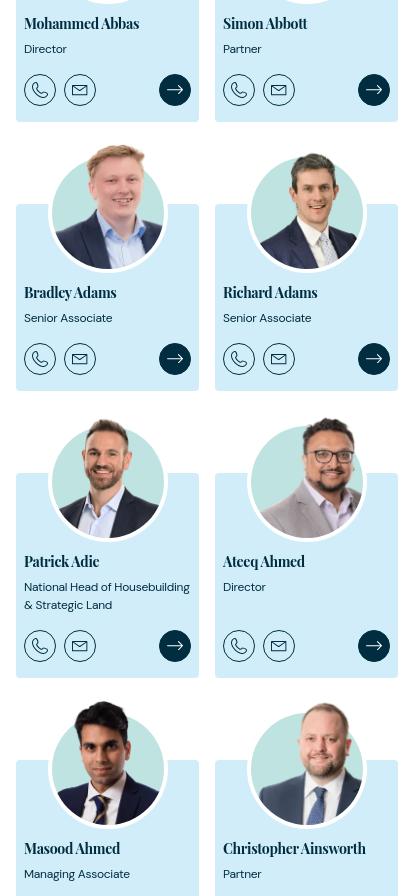 Mohammed Abbas
Director
Simon Abbott
Partner
Bradley Adams
Senior Associate
Richard Adams
Senior Associate
Patrick Adie
National Head of Housebuilding
& Strategic Land
Ateeq Ahmed
Director
Masood Ahmed
Managing Associate
Christopher Ainsworth
Partner